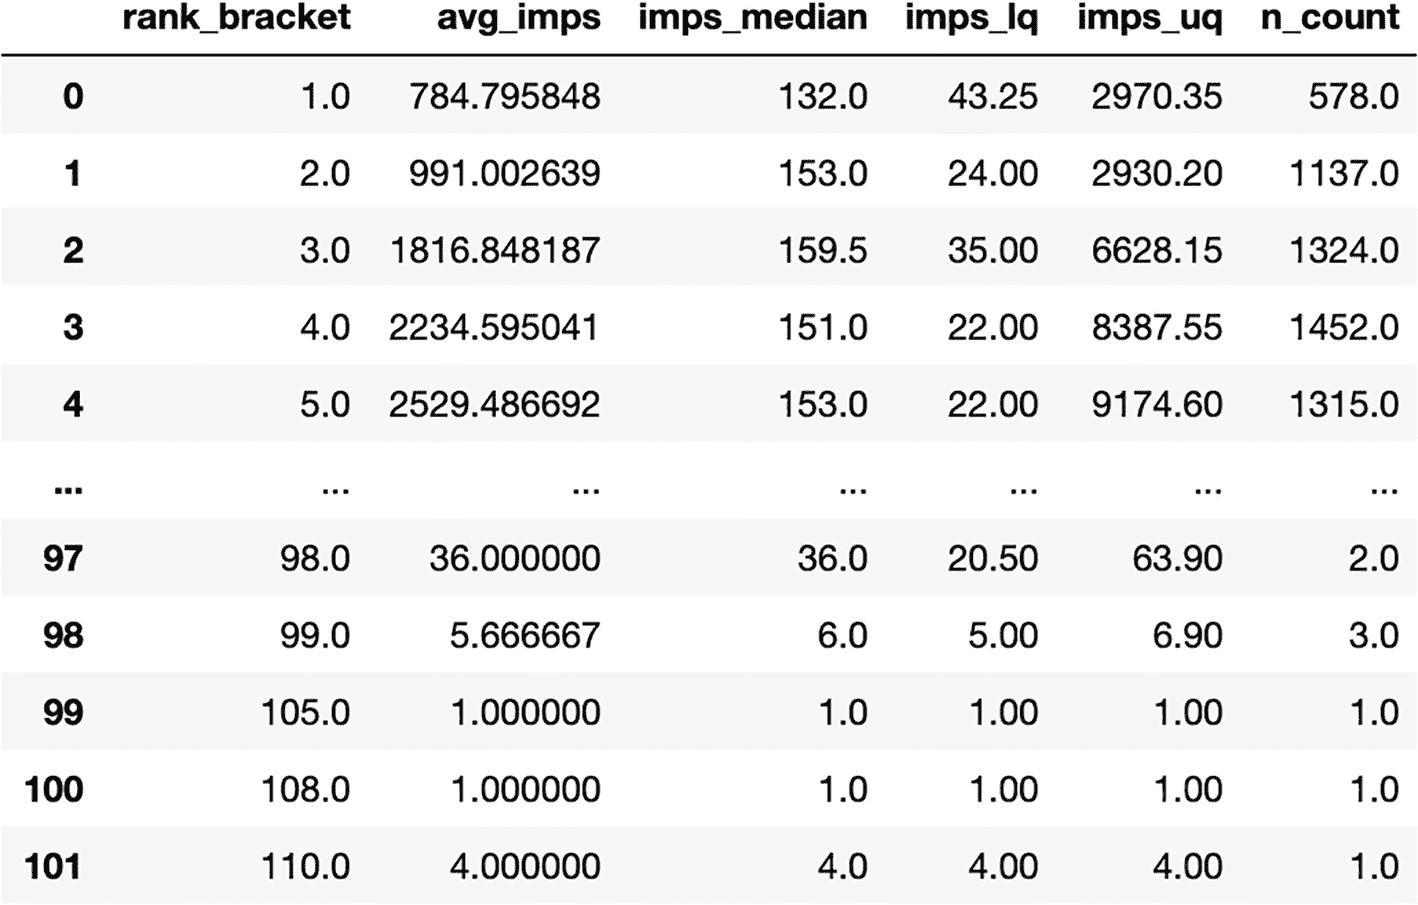 rank_bracket avg_imps imps_median imps_lq imps_uq n_count
0 1.0 784.795848 132.0 43.25 2970.35 578.0
1 2.0 991.002639 153.0 24.00 2930.20 1137.0
2 3.0 1816.848187 159.5 35.00 6628.15 1324.0
3 4.0 2234.595041 151.0 22.00 8387.55 1452.0
4 5.0 2529.486692 153.0 22.00 9174.60 1315.0
... ... ... ... ... ... ...
97 98.0 36.000000 36.0 20.50 63.90 2.0
98 99.0 5.666667 6.0 5.00 6.90 3.0
99 105.0 1.000000 1.0 1.00 1.00 1.0
100 108.0 1.000000 1.0 1.00 1.00 1.0
101 110.0 4.000000 4.0 4.00 4.00 1.0